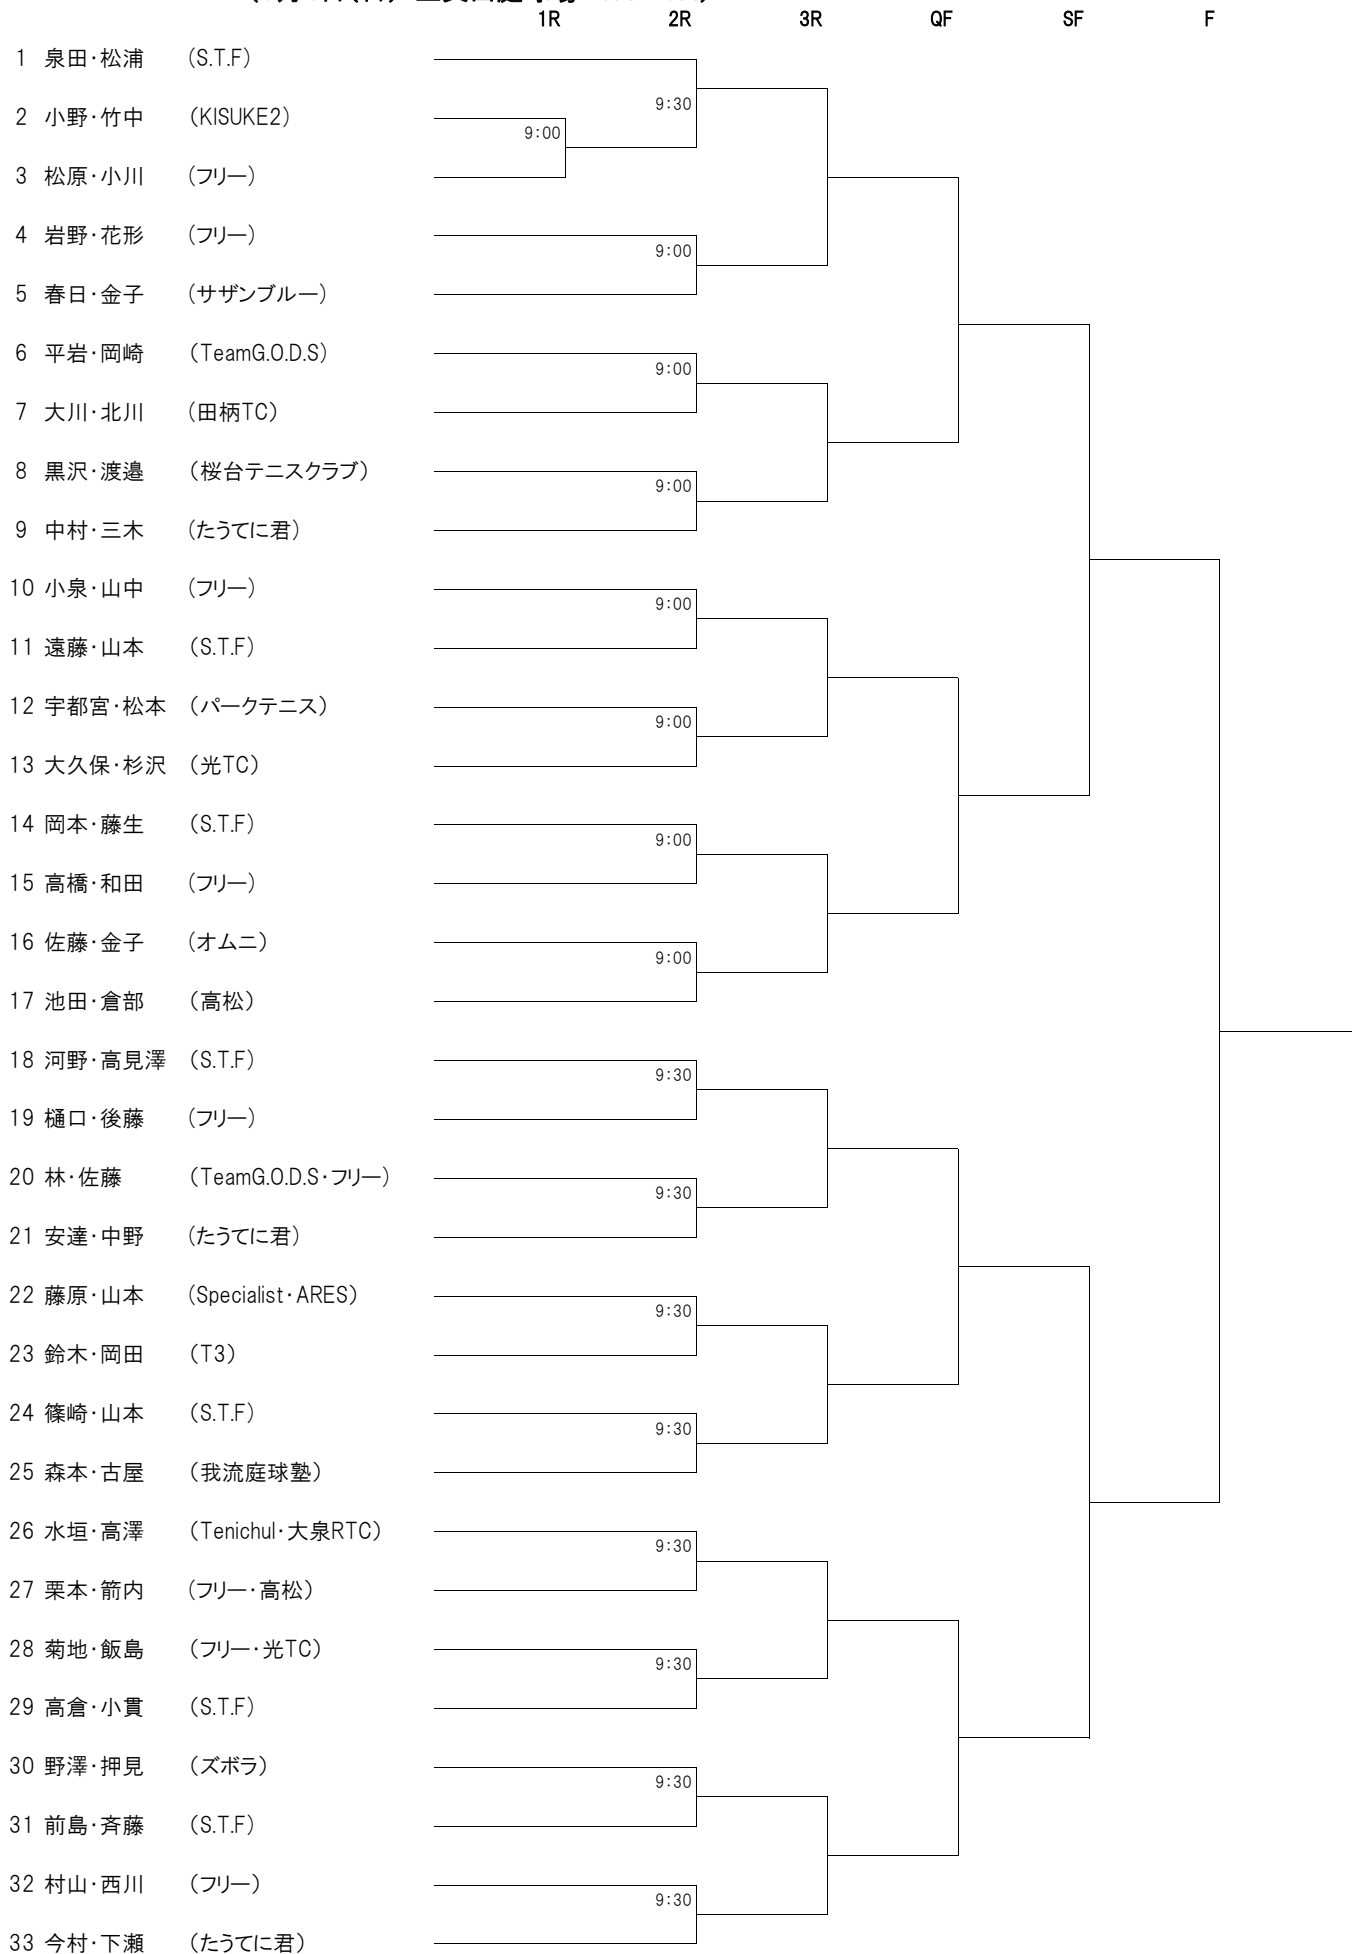 1R 2R 3R QF SF F
1 泉田・松浦 (S.T.F)
9:30
2 小野・竹中 (KISUKE2)
9:00
3 松原・小川 (フリー)
4 岩野・花形 (フリー)
9:00
5 春日・金子 (サザンブルー)
6 平岩・岡崎 (TeamG.O.D.S)
9:00
7 大川・北川 (田柄TC)
8 黒沢・渡邉 (桜台テニスクラブ)
9:00
9 中村・三木 (たうてに君)
10 小泉・山中 (フリー)
9:00
11 遠藤・山本 (S.T.F)
12 宇都宮・松本 (パークテニス)
9:00
13 大久保・杉沢 (光TC)
14 岡本・藤生 (S.T.F)
9:00
15 高橋・和田 (フリー)
16 佐藤・金子 (オムニ)
9:00
17 池田・倉部 (高松)
18 河野・高見澤 (S.T.F)
9:30
19 樋口・後藤 (フリー)
20 林・佐藤 (TeamG.O.D.S・フリー)
9:30
21 安達・中野 (たうてに君)
22 藤原・山本 (Specialist・ARES)
9:30
23 鈴木・岡田 (T3)
24 篠崎・山本 (S.T.F)
9:30
25 森本・古屋 (我流庭球塾)
26 水垣・高澤 (Tenichul・大泉RTC)
9:30
27 栗本・箭内 (フリー・高松)
28 菊地・飯島 (フリー・光TC)
9:30
29 高倉・小貫 (S.T.F)
30 野澤・押見 (ズボラ)
9:30
31 前島・斉藤 (S.T.F)
32 村山・西川 (フリー)
9:30
33 今村・下瀬 (たうてに君)